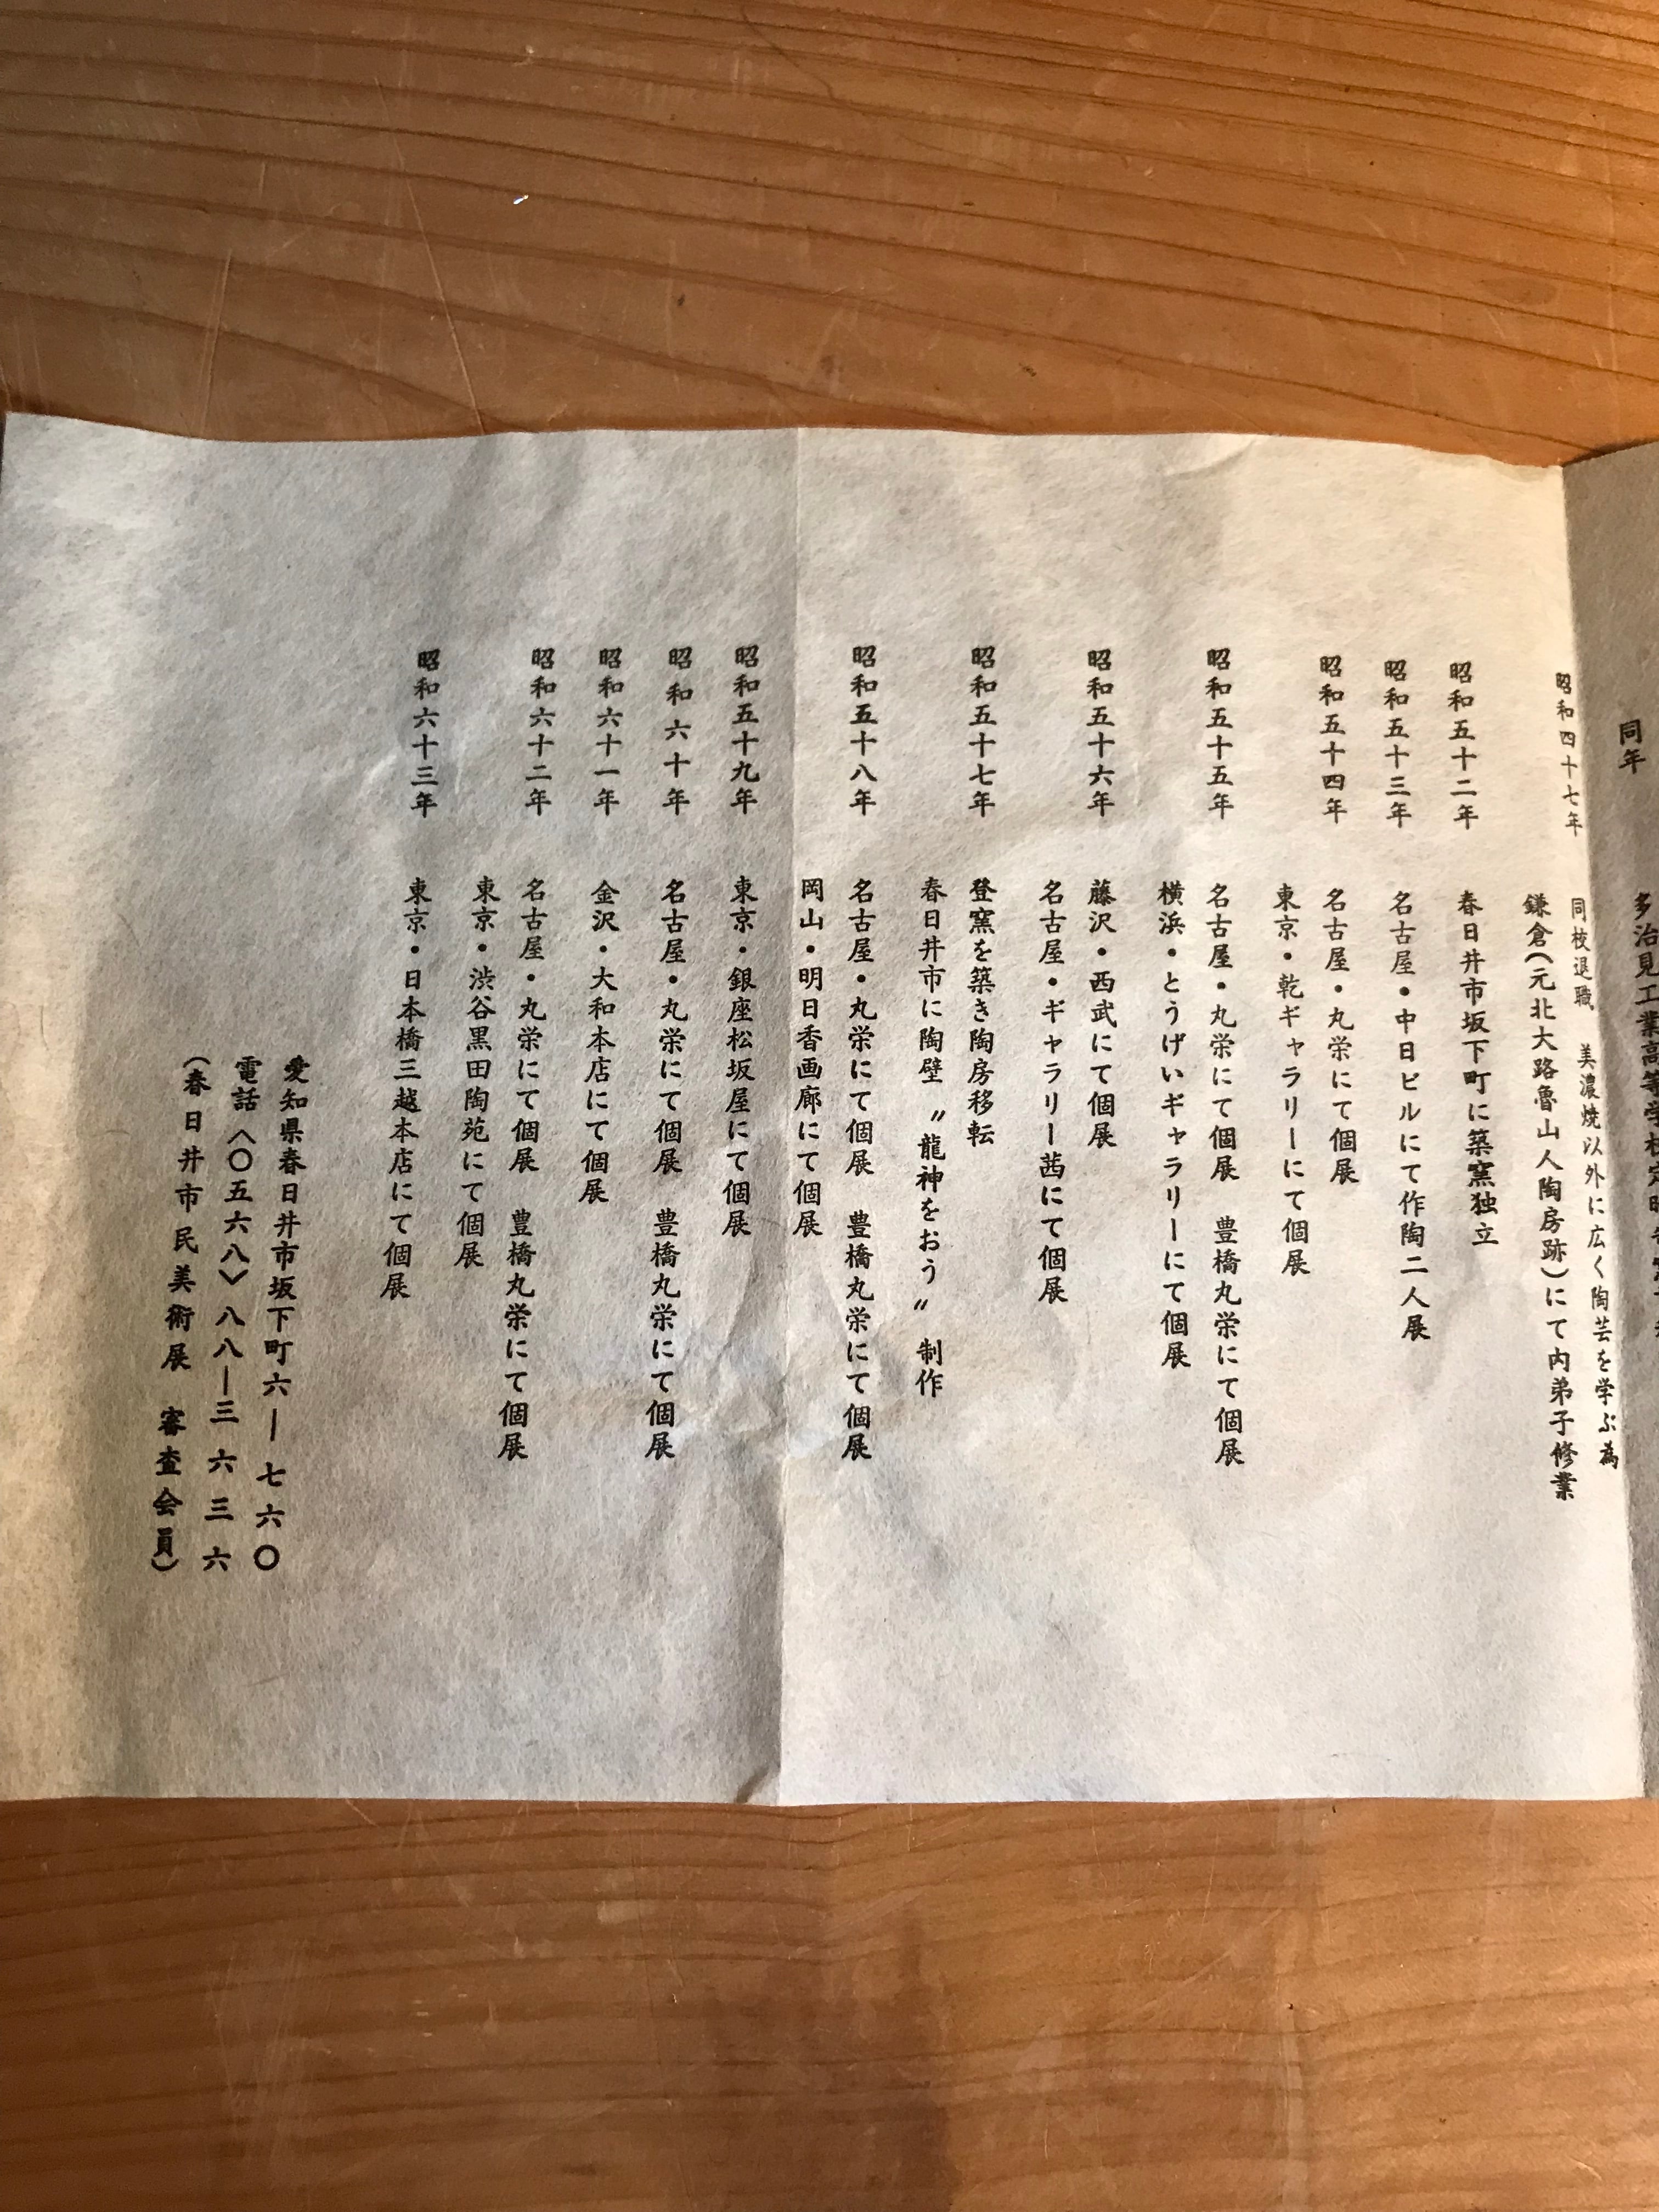 同年 多治見工業高等学校定時
昭和四十七年 同校退職 美濃焼以外に広く陶芸を学ぶ為
鎌倉(元北大路魯山人陶房跡)にて内弟子修業
昭和五十二年 春日井市坂下町に築窯独立
昭和五十三年 名古屋・中日ビルにて作陶二人展
昭和五十四年 名古屋・丸栄にて個展
東京・乾ギャラリーにて個展
昭和五十五年 名古屋・丸栄にて個展 豊橋丸栄にて個展
横浜・とうげいギャラリーにて個展
昭和五十六年 藤沢・西武にて個展
名古屋・ギャラリー茜にて個展
昭和五十七年 登窯を築き陶房移転
春日井市に陶壁 〝龍神をおう〟 制作
昭和五十八年 名古屋・丸栄にて個展 豊橋丸栄にて個展
岡山・明日香画廊にて個展
昭和五十九年 東京・銀座松坂屋にて個展
昭和六十年 名古屋・丸栄にて個展 豊橋丸栄にて個展
昭和六十一年 金沢・大和本店にて個展
昭和六十二年 名古屋・丸栄にて個展 豊橋丸栄にて個展
東京・渋谷黒田陶苑にて個展
昭和六十三年 東京・日本橋三越本店にて個展
愛知県春日井市坂下町六ー七六〇
電話〈〇五六八〉八八ー三六三六
(春日井市民美術展 審査会員)